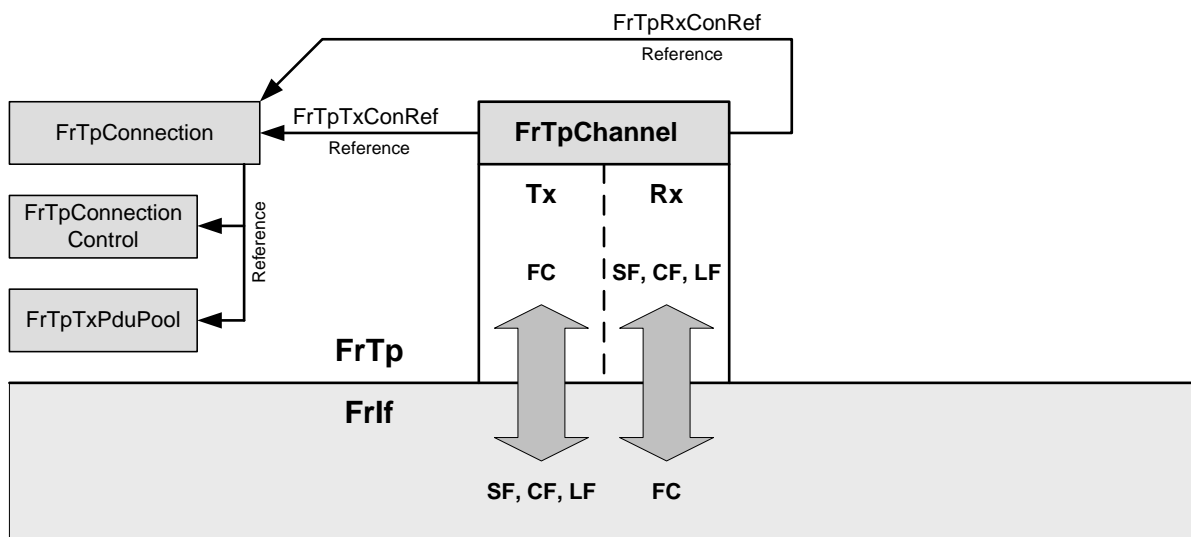 FrTpRxConRef
Reference
FrTpConnection
FrTpTxConRef
Reference
FrTpChannel
Tx
Rx
FrTpConnection
Control
Reference
FC
SF, CF, LF
FrTpTxPduPool
FrTp
FrIf
SF, CF, LF
FC